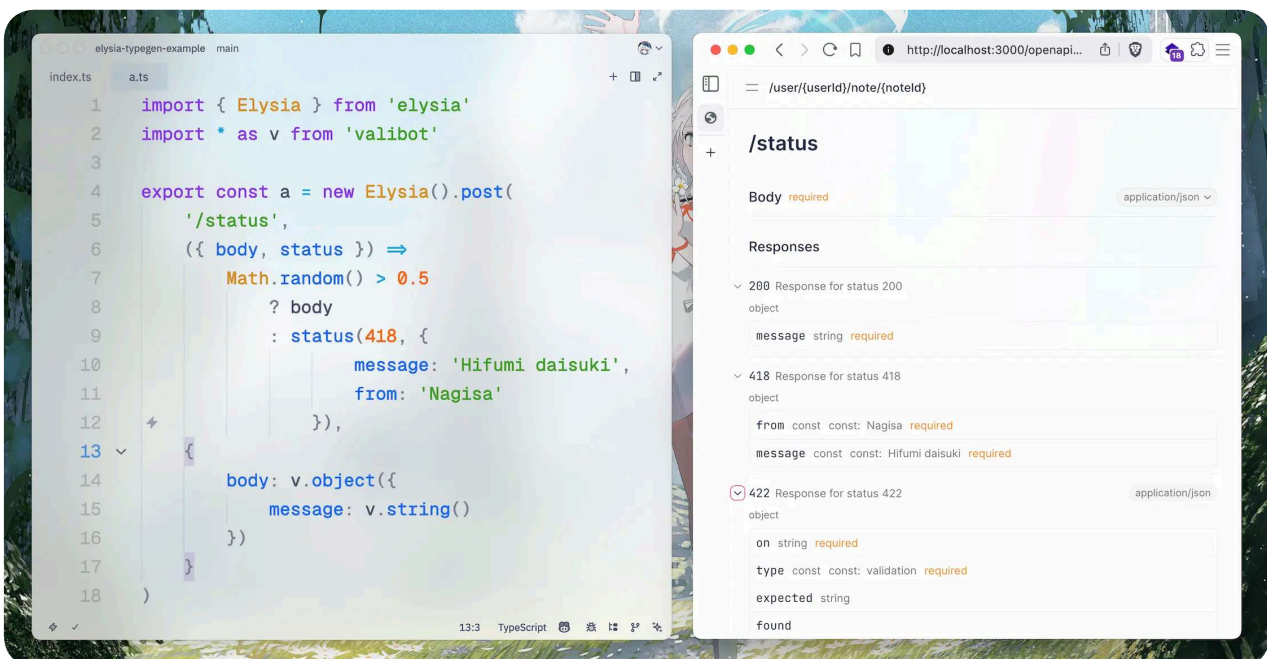 elysia-typegen-example main
index.ts a.ts
1 import { Elysia } from 'elysia'
2 import * as v from 'valibot'
3
4 export const a = new Elysia().post(
5 '/status',
6 ({ body, status }) ⇒
7 Math.random() > 0.5
8 ? body
9 : status(418, {
10 message: 'Hifumi daisuki',
11 from: 'Nagisa'
12 }),
13 {
14 body: v.object({
15 message: v.string()
16 })
17 }
18 )
13:3 TypeScript
http://localhost:3000/openapi...
18
/user/{userId}/note/{noteId}
/status
Body required application/json
Responses
200 Response for status 200
object
message string required
418 Response for status 418
object
from const const: Nagisa required
message const const: Hifumi daisuki required
422 Response for status 422 application/json
object
on string required
type const const: validation required
expected string
found